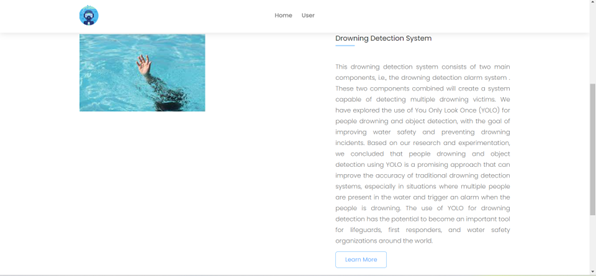 Home User
Drowning Detection System
This drowning detection system consists of two main
components, i.e., the drowning detection alarm system .
These two components combined will create a system
capable of detecting multiple drowning victims. We
have explored the use of You Only Look Once (YOLO) for
people drowning and object detection, with the goal of
improving water safety and preventing drowning
incidents. Based on our research and experimentation,
we concluded that people drowning and object
detection using YOLO is a promising approach that can
improve the accuracy of traditional drowning detection
systems, especially in situations where multiple people
are present in the water and trigger an alarm when the
people is drowning. The use of YOLO for drowning
detection has the potential to become an important tool
for lifeguards, first responders, and water safety
organizations around the world.
Learn More